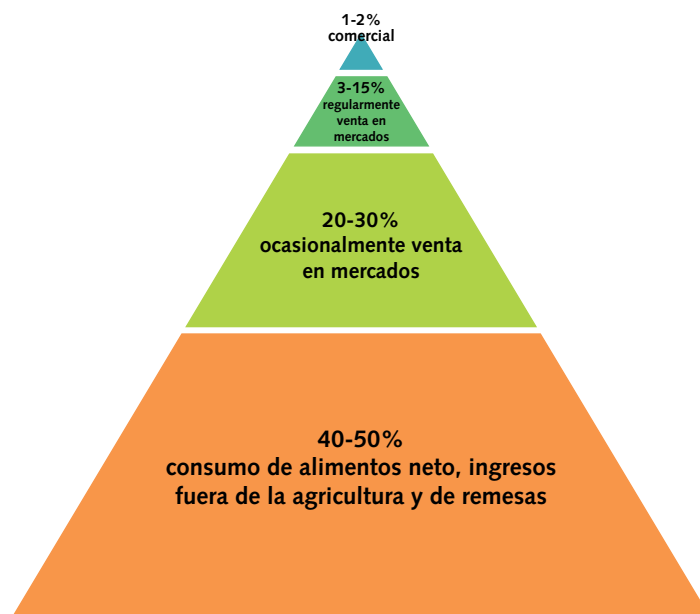 1-2%
comercial
3-15%
regularmente
venta en
mercados
20-30%
ocasionalmente venta
en mercados
40-50%
consumo de alimentos neto, ingresos
fuera de la agricultura y de remesas